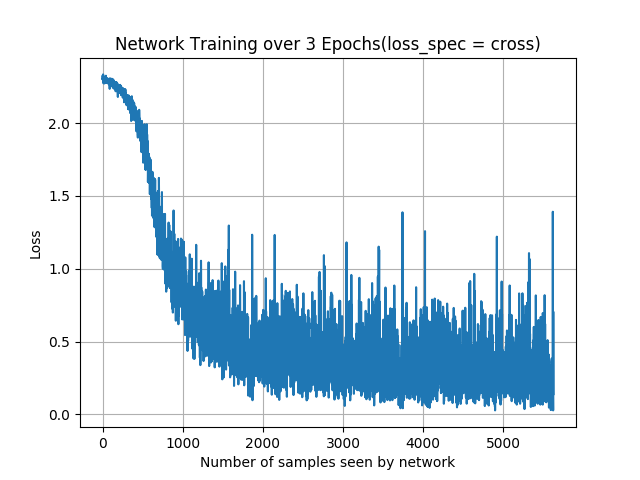 Network Training over 3 Epochs(loss_spec = cross)
2.0
1.5
1.0
0.5
0.0
Loss
0 1000 2000 3000 4000 5000
Number of samples seen by network